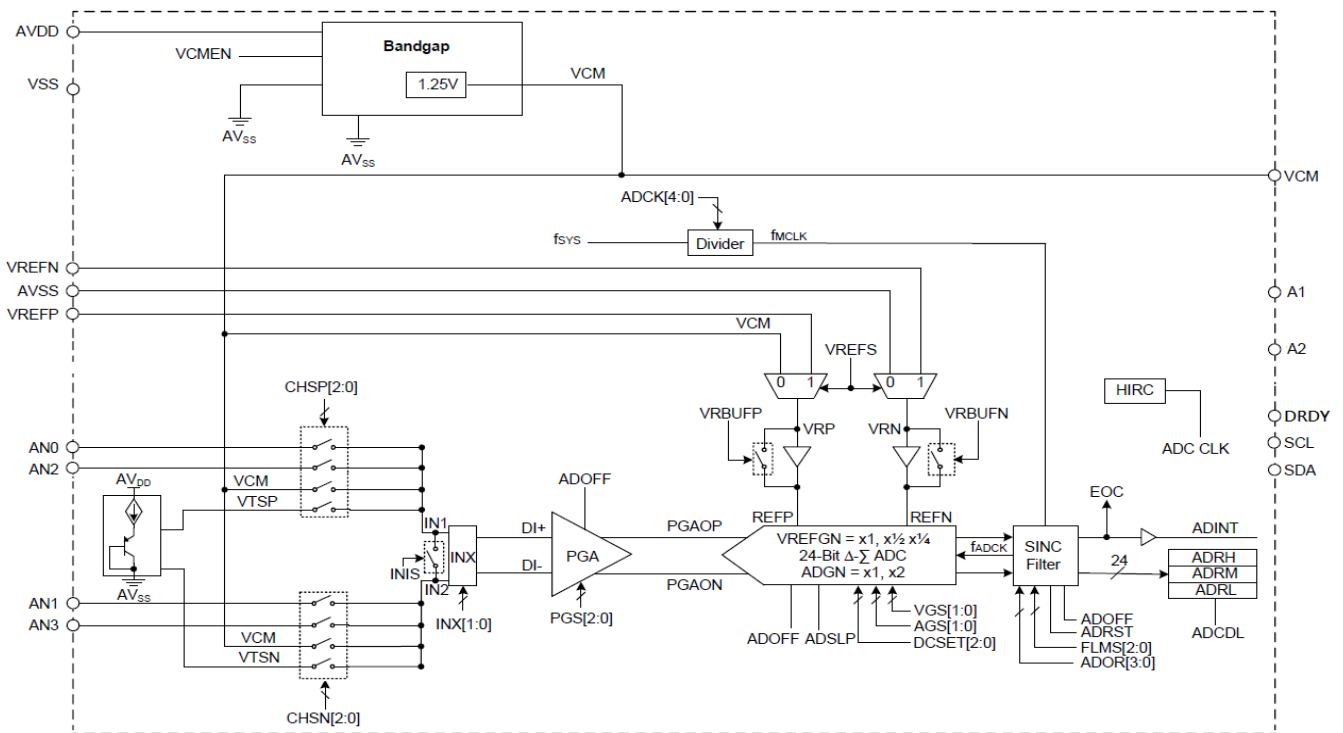 AVDD
VCMEN
Bandgap
1.25V
VCM
VSS
AVSS
AVSS
VCM
ADCK[4:0]
fSYS
Divider
fMCLK
VREFN
AVSS
VREFP
A1
VCM
VREFS
A2
0 1
0 1
CHSP[2:0]
HIRC
VRBUFP
VRP
VRN
VRBUFN
DRDY
ADC CLK
SCL
SDA
AN0
AN2
VCM
VTSP
AVDD
ADOFF
EOC
IN1
DI+
PGAOP
REFP
REFN
ADINT
INIS
INX
PGA
VREFGN = x1, x½ x¼
24-Bit Δ-∑ ADC
ADGN = x1, x2
fADCK
SINC
Filter
24
ADRH
ADRM
ADRL
IN2
DI-
PGAON
AVSS
AN1
AN3
VCM
VTSN
INX[1:0]
PGS[2:0]
ADOFF
ADSLP
VGS[1:0]
AGS[1:0]
DCSET[2:0]
ADOFF
ADRST
FLMS[2:0]
ADOR[3:0]
ADCDL
CHSN[2:0]